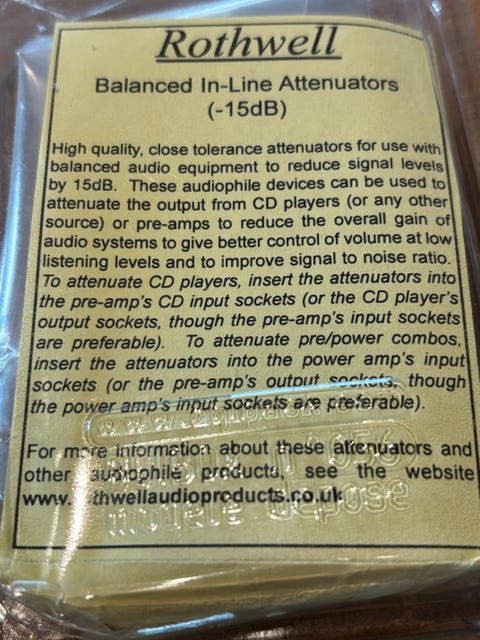 Rothwell
Balanced In-Line Attenuators
(-15dB)
High quality, close tolerance attenuators for use with
balanced audio equipment to reduce signal levels
by 15dB. These audiophile devices can be used to
attenuate the output from CD players (or any other
source) or pre-amps to reduce the overall gain of
audio systems to give better control of volume at low
listening levels and to improve signal to noise ratio.
To attenuate CD players, insert the attenuators into
the pre-amp's CD input sockets (or the CD player's
output sockets, though the pre-amp's input sockets
are preferable). To attenuate pre/power combos,
insert the attenuators into the power amp's input
sockets (or the pre-amp's output sockets, though
the power amp's input sockets are preferable).
For more information about these attenuators and
other audiophile products, see the website
www. thwellaudioproducts.co.uk
modele depose